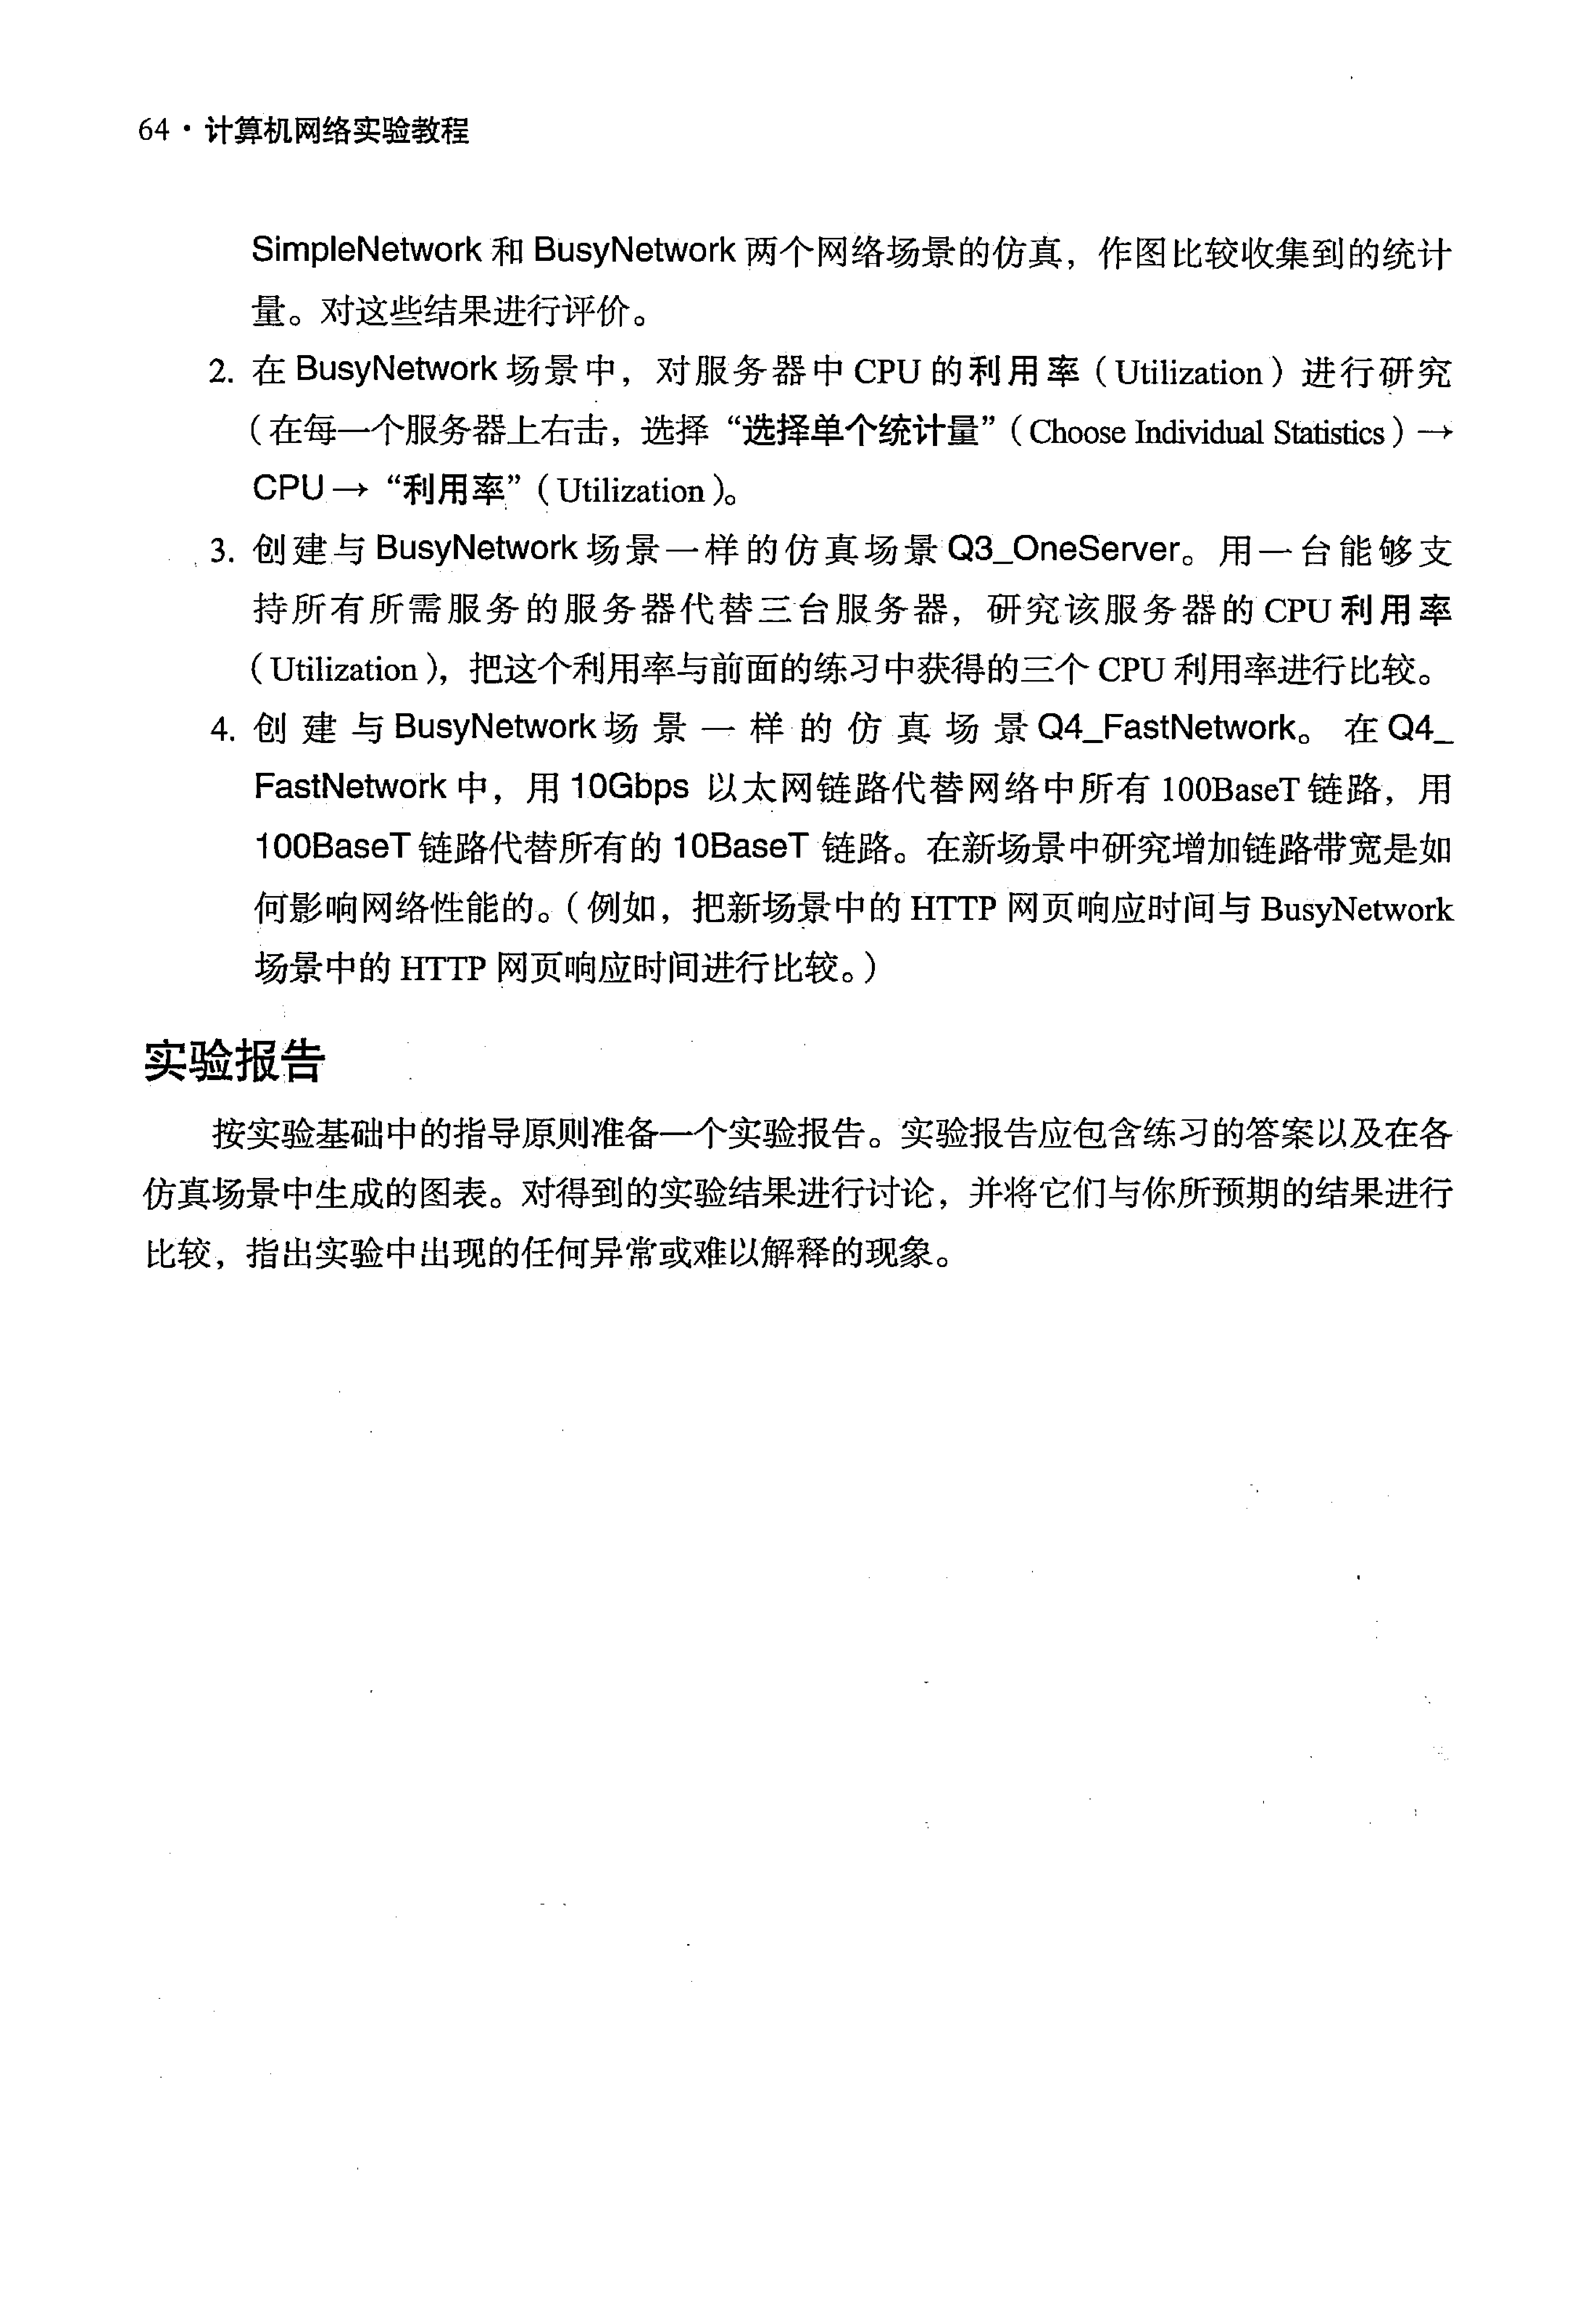 64・计算机网络实验教程
SimpleNetwork 和 BusyNetwork 两个网络场景的仿真，作图比较收集到的统计
量。对这些结果进行评价。
2. 在 BusyNetwork 场景中，对服务器中 CPU 的利用率（Utilization）进行研究
（在每一个服务器上右击，选择“选择单个统计量”（Choose Individual Statistics）→
CPU→“利用率”（Utilization）。
3. 创建与 BusyNetwork 场景一样的仿真场景 Q3_OneServer。用一台能够支
持所有所需服务的服务器代替三台服务器，研究该服务器的 CPU 利用率
（Utilization），把这个利用率与前面的练习中获得的三个 CPU 利用率进行比较。
4. 创建与 BusyNetwork 场景一样的仿真场景 Q4_FastNetwork。在 Q4_
FastNetwork 中，用 10Gbps 以太网链路代替网络中所有 100BaseT 链路，用
100BaseT 链路代替所有的 10BaseT 链路。在新场景中研究增加链路带宽是如
何影响网络性能的。（例如，把新场景中的 HTTP 网页响应时间与 BusyNetwork
场景中的 HTTP 网页响应时间进行比较。）
实验报告
按实验基础中的指导原则准备一个实验报告。实验报告应包含练习的答案以及在各
仿真场景中生成的图表。对得到的实验结果进行讨论，并将它们与你所预期的结果进行
比较，指出实验中出现的任何异常或难以解释的现象。